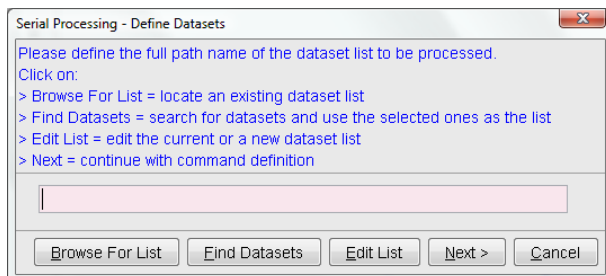 Serial Processing - Define Datasets
Please define the full path name of the dataset list to be processed.
Click on:
> Browse For List = locate an existing dataset list
> Find Datasets = search for datasets and use the selected ones as the list
> Edit List = edit the current or a new dataset list
> Next = continue with command definition
Browse For List Find Datasets Edit List Next > Cancel